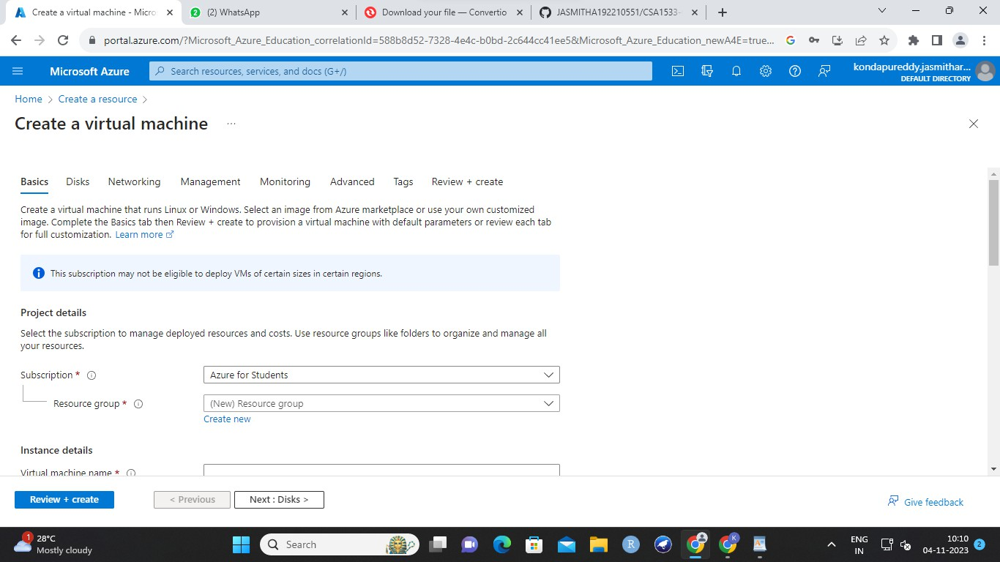 Create a virtual machine - Micro
(2) WhatsApp
Download your file — Convertio
JASMITHA192210551/CSA1533-
portal.azure.com/?Microsoft_Azure_Education_correlationId=588b8d52-7328-4e4c-b0bd-2c644cc41ee5&Microsoft_Azure_Education_newA4E=true...
Microsoft Azure
Search resources, services, and docs (G+/)
kondapureddy.jasmithar...
DEFAULT DIRECTORY
Home > Create a resource >
Create a virtual machine ...
Basics Disks Networking Management Monitoring Advanced Tags Review + create
Create a virtual machine that runs Linux or Windows. Select an image from Azure marketplace or use your own customized
image. Complete the Basics tab then Review + create to provision a virtual machine with default parameters or review each tab
for full customization. Learn more
This subscription may not be eligible to deploy VMs of certain sizes in certain regions.
Project details
Select the subscription to manage deployed resources and costs. Use resource groups like folders to organize and manage all
your resources.
Subscription *
Azure for Students
Resource group *
(New) Resource group
Create new
Instance details
Virtual machine name *
Review + create
< Previous
Next : Disks >
Give feedback
1
28°C
Mostly cloudy
Search
R
K
ENG
IN
10:10
04-11-2023
2